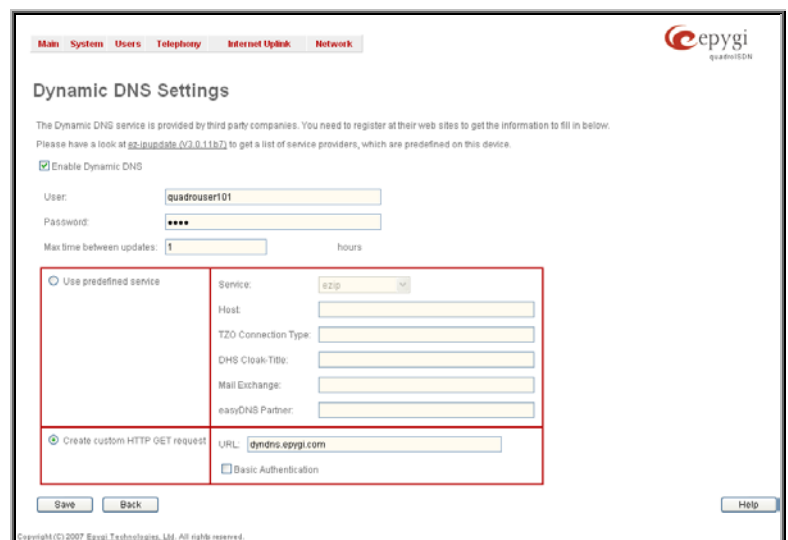 Main System Users Telephony Internet Uplink Network
epygi
quadroISDN
Dynamic DNS Settings
The Dynamic DNS service is provided by third party companies. You need to register at their web sites to get the information to fill in below.
Please have a look at ez-ipupdate (V3.0.11b7) to get a list of service providers, which are predefined on this device.
Enable Dynamic DNS
User: quadrouser101
Password: ••••
Max time between updates: 1 hours
Use predefined service
Service: ezip
Host:
TZO Connection Type:
DHS Cloak-Title:
Mail Exchange:
easyDNS Partner:
Create custom HTTP GET request
URL: dyndns.epygi.com
Basic Authentication
Save Back Help
Copyright (C) 2007 Epygi Technologies, Ltd. All rights reserved.